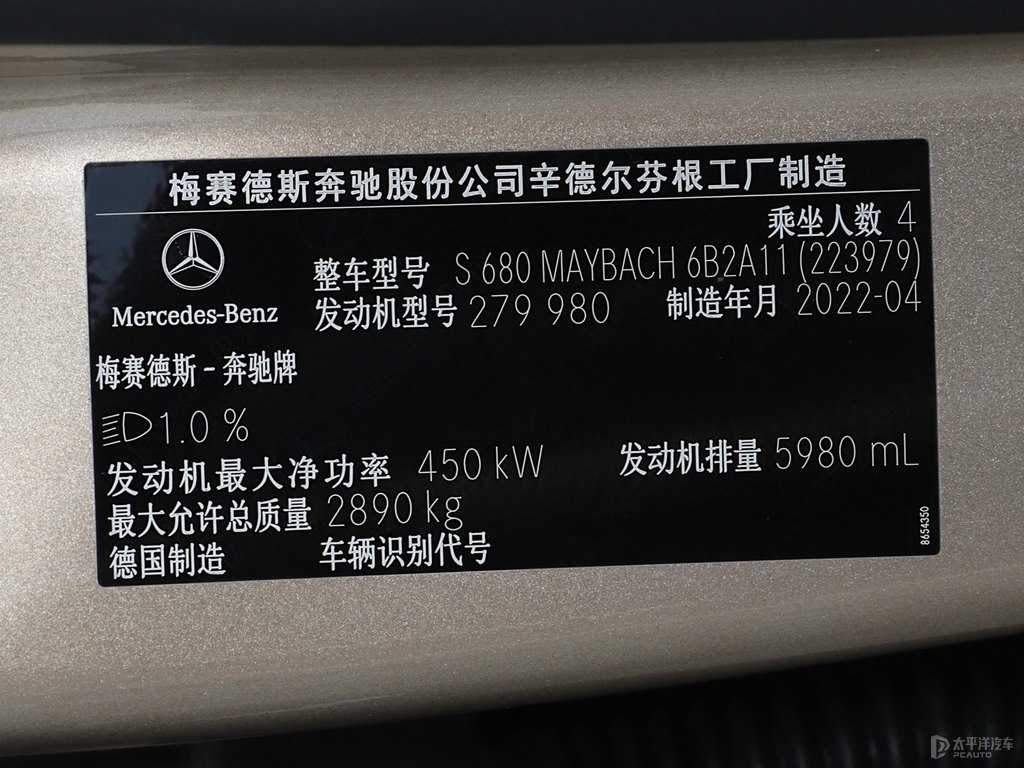 梅赛德斯奔驰股份公司辛德尔芬根工厂制造
乘坐人数 4
整车型号 S 680 MAYBACH 6B2A11 (223979)
发动机型号 279 980 制造年月 2022-04
Mercedes-Benz
梅赛德斯-奔驰牌
1.0 %
发动机最大净功率 450 kW 发动机排量 5980 mL
最大允许总质量 2890 kg
德国制造 车辆识别代号
8654350
太平洋汽车
PCAUTO